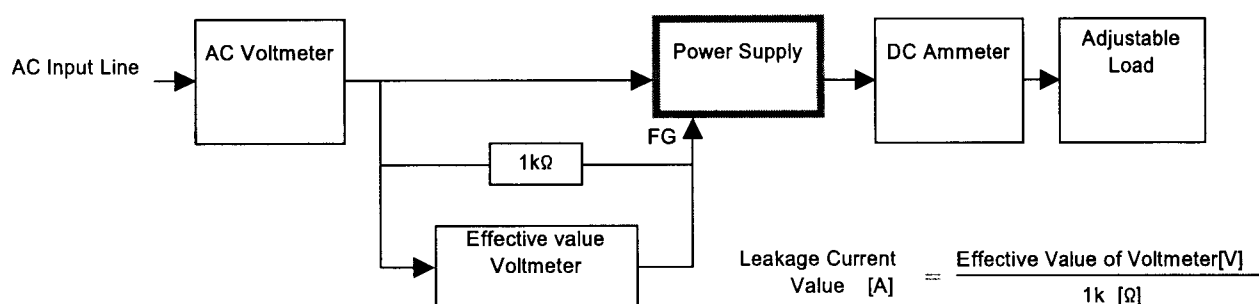 AC Input Line
AC Voltmeter
Power Supply
DC Ammeter
Adjustable
Load
FG
1kΩ
Effective value
Voltmeter
Leakage Current
Value [A]
= Effective Value of Voltmeter[V]
1k [Ω]